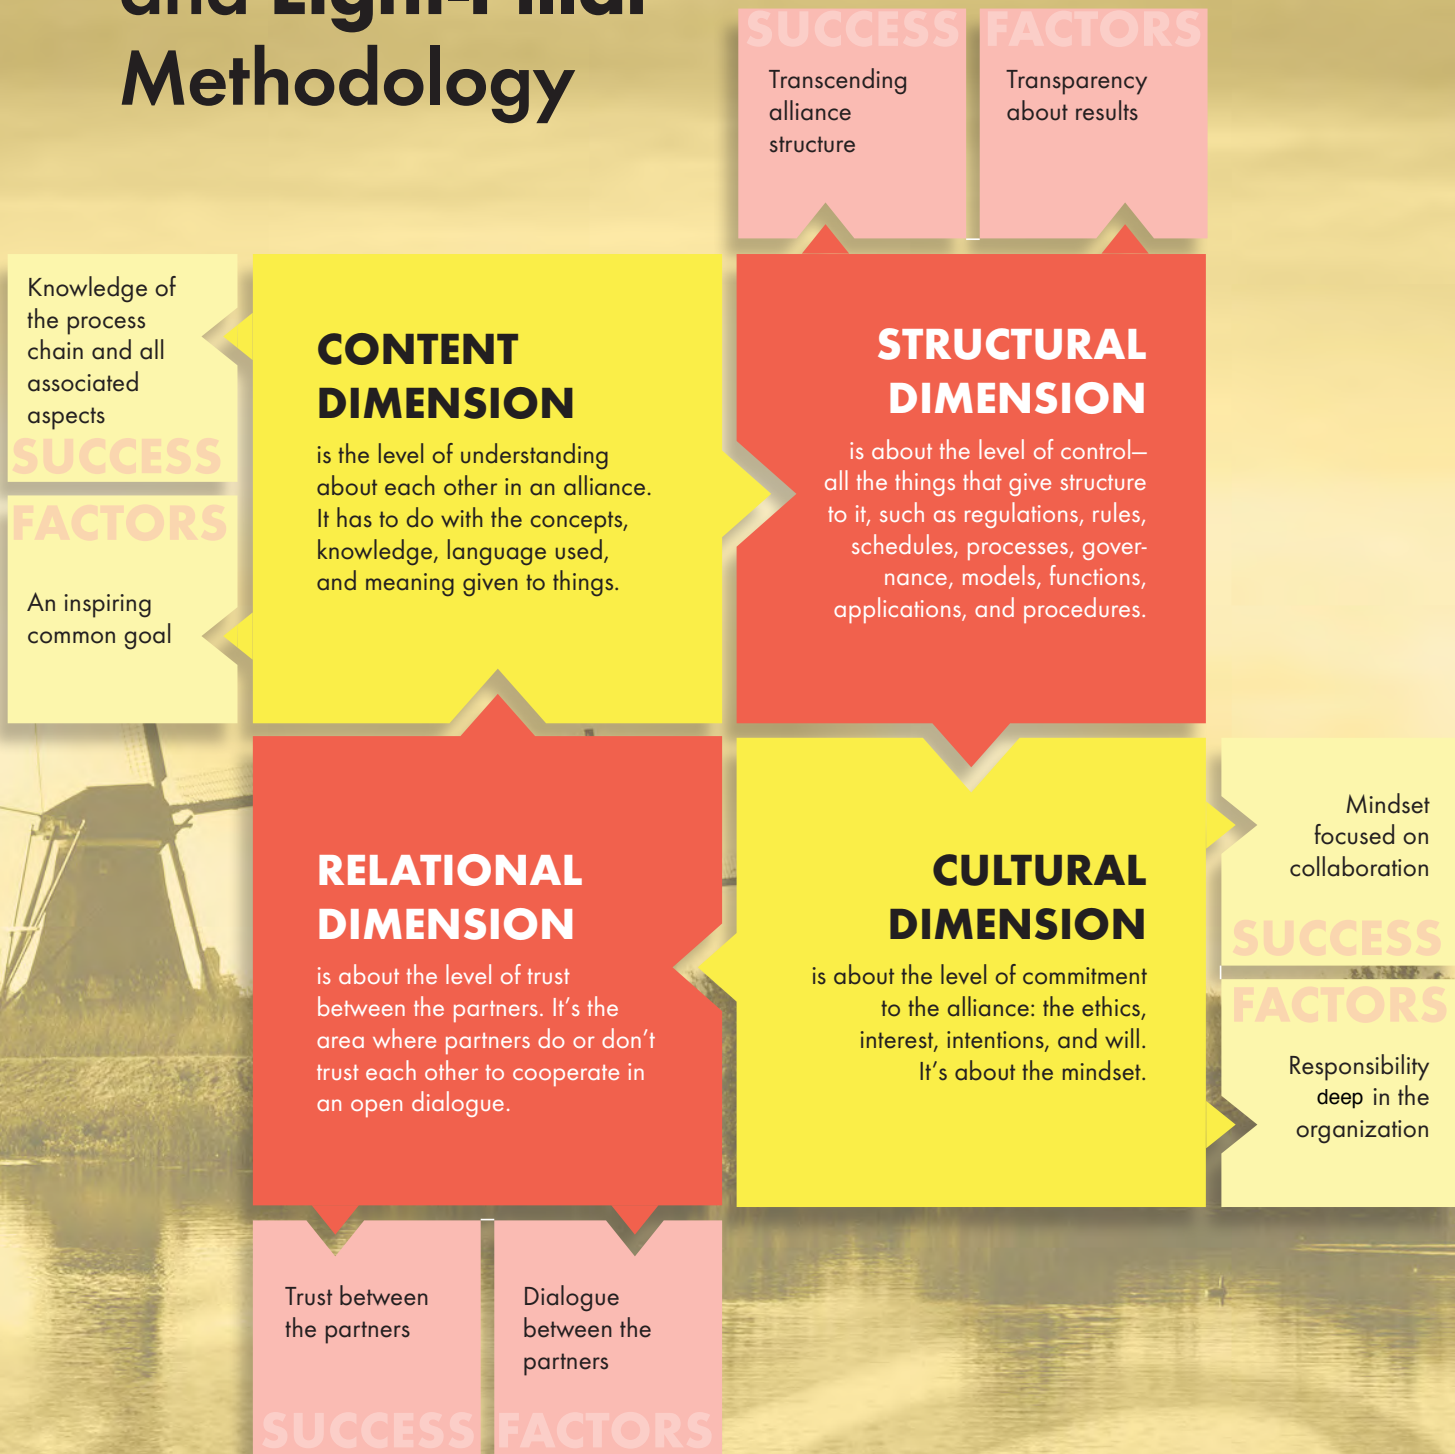 and Eight-Pillar
Methodology
SUCCESS FACTORS
Transcending
alliance
structure
Transparency
about results
Knowledge of
the process
chain and all
associated
aspects
SUCCESS
FACTORS
An inspiring
common goal
CONTENT
DIMENSION
is the level of understanding
about each other in an alliance.
It has to do with the concepts,
knowledge, language used,
and meaning given to things.
STRUCTURAL
DIMENSION
is about the level of control—
all the things that give structure
to it, such as regulations, rules,
schedules, processes, gover-
nance, models, functions,
applications, and procedures.
RELATIONAL
DIMENSION
is about the level of trust
between the partners. It’s the
area where partners do or don’t
trust each other to cooperate in
an open dialogue.
CULTURAL
DIMENSION
is about the level of commitment
to the alliance: the ethics,
interest, intentions, and will.
It’s about the mindset.
Mindset
focused on
collaboration
SUCCESS
FACTORS
Responsibility
deep in the
organization
Trust between
the partners
Dialogue
between the
partners
SUCCESS FACTORS